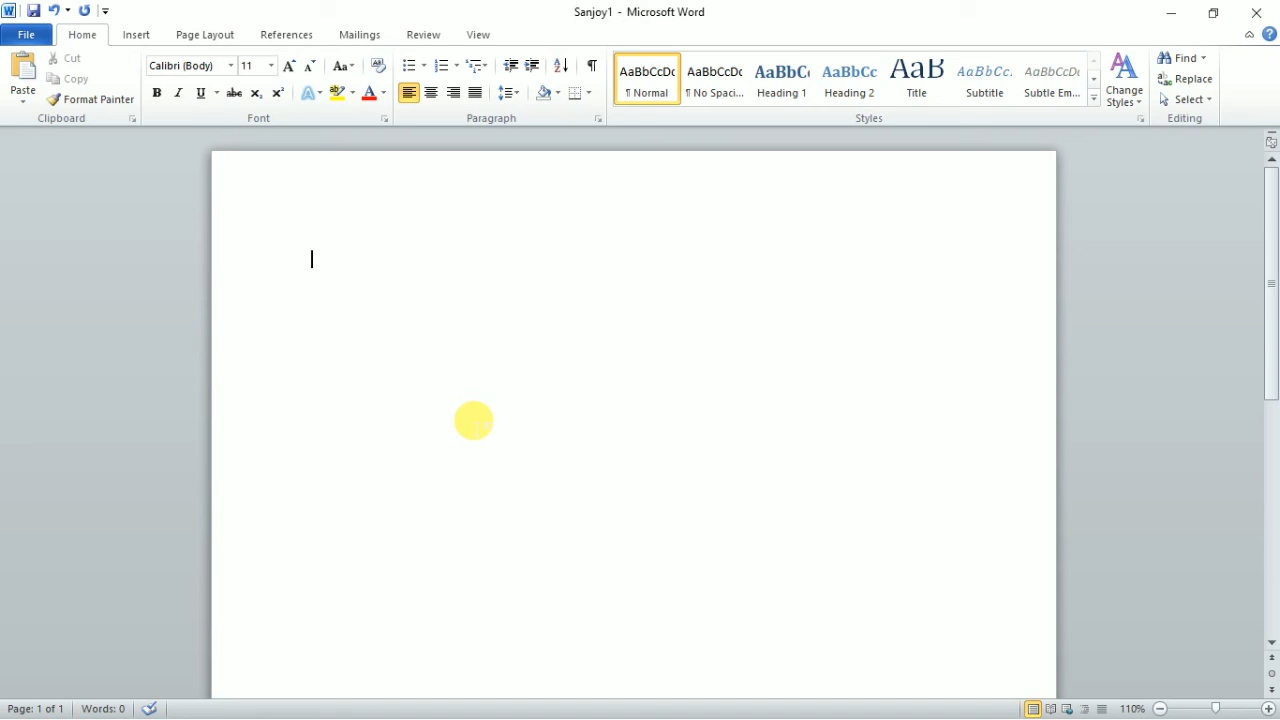 Sanjoy1 - Microsoft Word
File Home Insert Page Layout References Mailings Review View
Paste
Cut
Copy
Format Painter
Clipboard
Calibri (Body) 11
Font
Paragraph
AaBbCcDc AaBbCcDc AaBbC AaBbCc AaB AaBbCc. AaBbCcDc
¶ Normal ¶ No Spaci... Heading 1 Heading 2 Title Subtitle Subtle Em...
Change Styles
Styles
Find
Replace
Select
Editing
Page: 1 of 1 Words: 0 110%